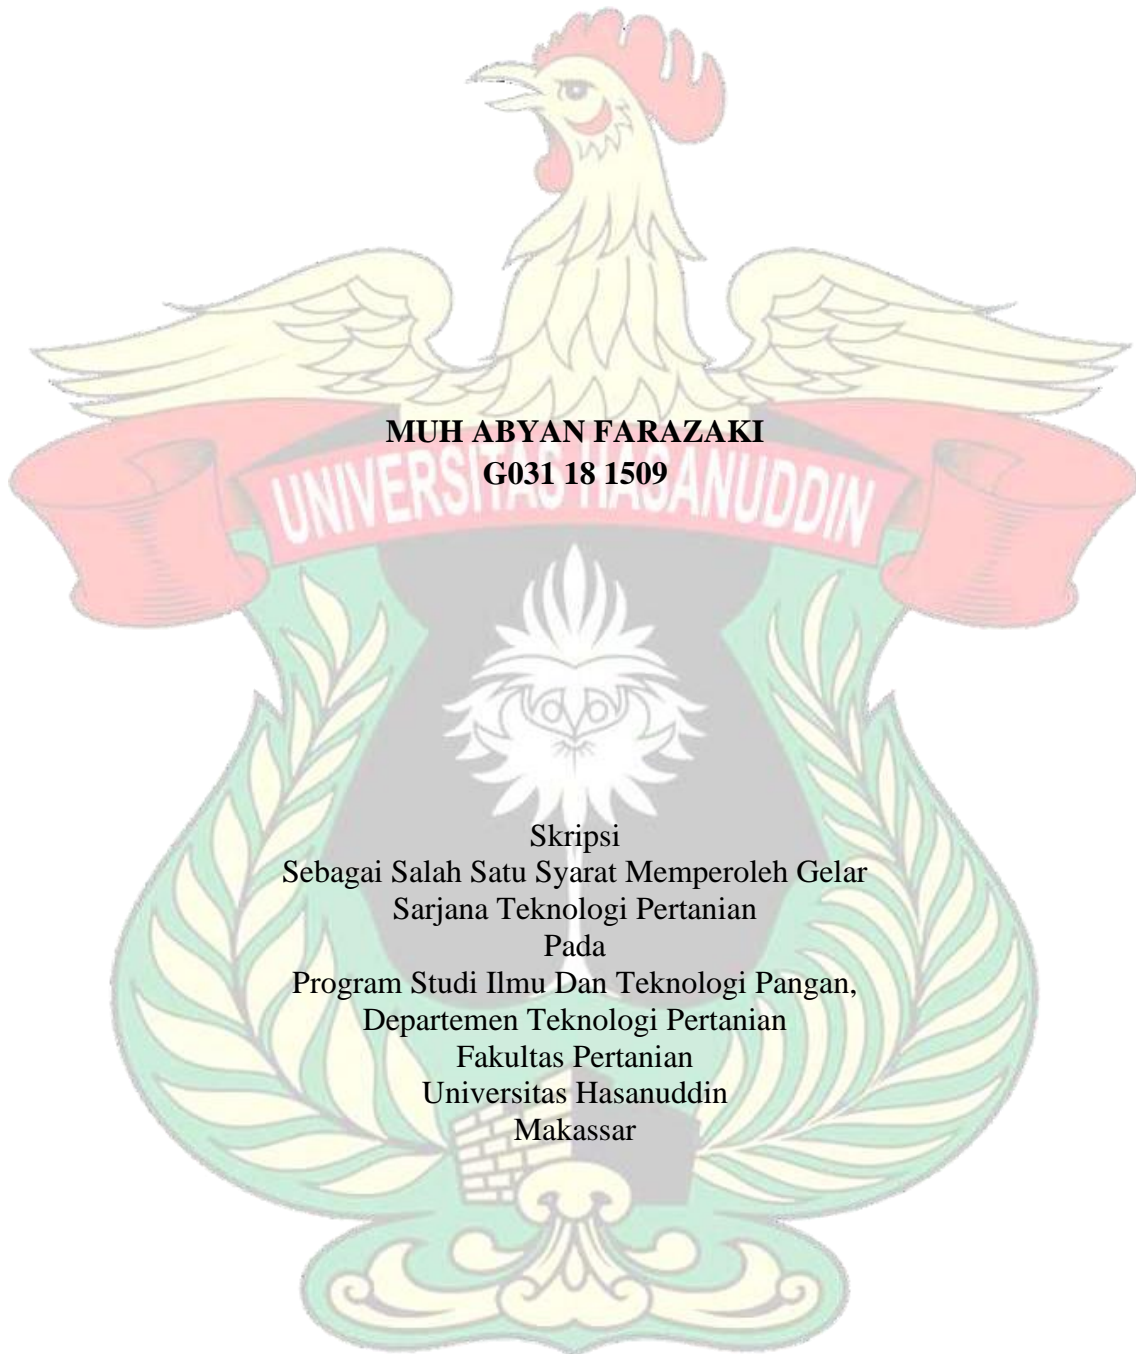 MUH ABYAN FARAZAKI
G031 18 1509
UNIVERSITAS HASANUDDIN
Skripsi
Sebagai Salah Satu Syarat Memperoleh Gelar
Sarjana Teknologi Pertanian
Pada
Program Studi Ilmu Dan Teknologi Pangan,
Departemen Teknologi Pertanian
Fakultas Pertanian
Universitas Hasanuddin
Makassar